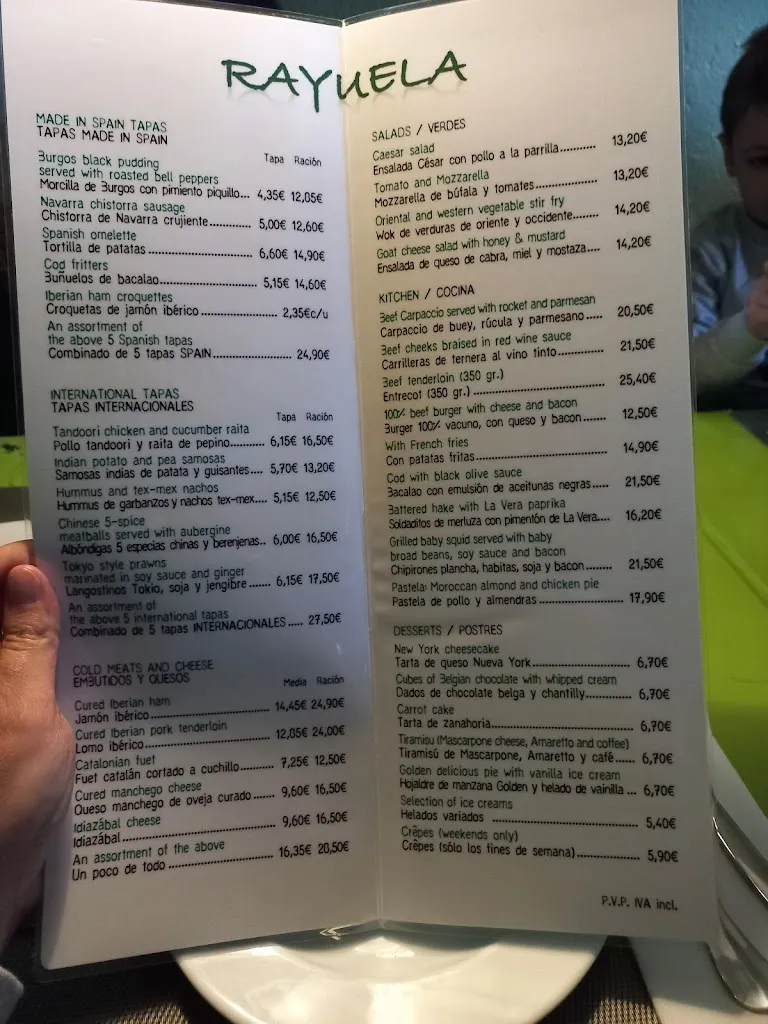 RAYUELA
MADE IN SPAIN TAPAS
TAPAS MADE IN SPAIN
Tapa Ración
Burgos black pudding
served with roasted bell peppers
Morcilla de Burgos con pimiento piquillo... 4,35€ 12,05€
Navarra chistorra sausage
Chistorra de Navarra crujiente.................. 5,00€ 12,60€
Spanish omelette
Tortilla de patatas ............................ 6,60€ 14,90€
Cod fritters
Buñuelos de bacalao............................... 5,15€ 14,60€
Iberian ham croquettes
Croquetas de jamón ibérico ..................... 2,35€c/u
An assortment of
the above 5 Spanish tapas
Combinado de 5 tapas SPAIN..................... 24,90€
INTERNATIONAL TAPAS
TAPAS INTERNACIONALES
Tapa Ración
Tandoori chicken and cucumber raita
Pollo tandoori y raita de pepino........... 6,15€ 16,50€
Indian potato and pea samosas
Samosas indias de patata y guisantes.... 5,70€ 13,20€
Hummus and tex-mex nachos
Hummus de garbanzos y nachos tex-mex.... 5,15€ 12,50€
Chinese 5-spice
meatballs served with aubergine
Albóndigas 5 especias chinas y berenjenas.. 6,00€ 16,50€
Tokyo style prawns
marinated in soy sauce and ginger
Langostinos Tokio, soja y jengibre ....... 6,15€ 17,50€
An assortment of
the above 5 international tapas
Combinado de 5 tapas INTERNACIONALES ..... 27,50€
COLD MEATS AND CHEESE
EMBUTIDOS Y QUESOS
Media Ración
Cured Iberian ham
Jamón ibérico.................................. 14,45€ 24,90€
Cured Iberian pork tenderloin
Lomo ibérico................................... 12,05€ 24,00€
Catalonian fuet
Fuet catalán cortado a cuchillo........... 7,25€ 12,50€
Cured manchego cheese
Queso manchego de oveja curado....... 9,60€ 16,50€
Idiazábal cheese
Idiazábal...................................... 9,60€ 16,50€
An assortment of the above
Un poco de todo .............................. 16,35€ 20,50€
SALADS / VERDES
Caesar salad
Ensalada César con pollo a la parrilla........... 13,20€
Tomato and Mozzarella
Mozzarella de búfala y tomates.................... 13,20€
Oriental and western vegetable stir fry
Wok de verduras de oriente y occidente........ 14,20€
Goat cheese salad with honey & mustard
Ensalada de queso de cabra, miel y mostaza.... 14,20€
KITCHEN / COCINA
Beef Carpaccio served with rocket and parmesan
Carpaccio de buey, rúcula y parmesano ..... 20,50€
Beef cheeks braised in red wine sauce
Carrilleras de ternera al vino tinto............. 21,50€
Beef tenderloin (350 gr.)
Entrecot (350 gr.) ................................ 25,40€
100% beef burger with cheese and bacon
Burger 100% vacuno, con queso y bacon....... 12,50€
With French fries
Con patatas fritas................................ 14,90€
Cod with black olive sauce
Bacalao con emulsión de aceitunas negras..... 21,50€
Battered hake with La Vera paprika
Soldaditos de merluza con pimentón de La Vera.... 16,20€
Grilled baby squid served with baby
broad beans, soy sauce and bacon
Chipirones plancha, habitas, soja y bacon......... 21,50€
Pastela: Moroccan almond and chicken pie
Pastela de pollo y almendras ..................... 17,90€
DESSERTS / POSTRES
New York cheesecake
Tarta de queso Nueva York......................... 6,70€
Cubes of Belgian chocolate with whipped cream
Dados de chocolate belga y chantilly............. 6,70€
Carrot cake
Tarta de zanahoria................................ 6,70€
Tiramisu (Mascarpone cheese, Amaretto and coffee)
Tiramisú de Mascarpone, Amaretto y café..... 6,70€
Golden delicious pie with vanilla ice cream
Hojaldre de manzana Golden y helado de vainilla ... 6,70€
Selection of ice creams
Helados variados ................................. 5,40€
Crêpes (weekends only)
Crêpes (sólo los fines de semana)...................... 5,90€
P.V.P. IVA incl.